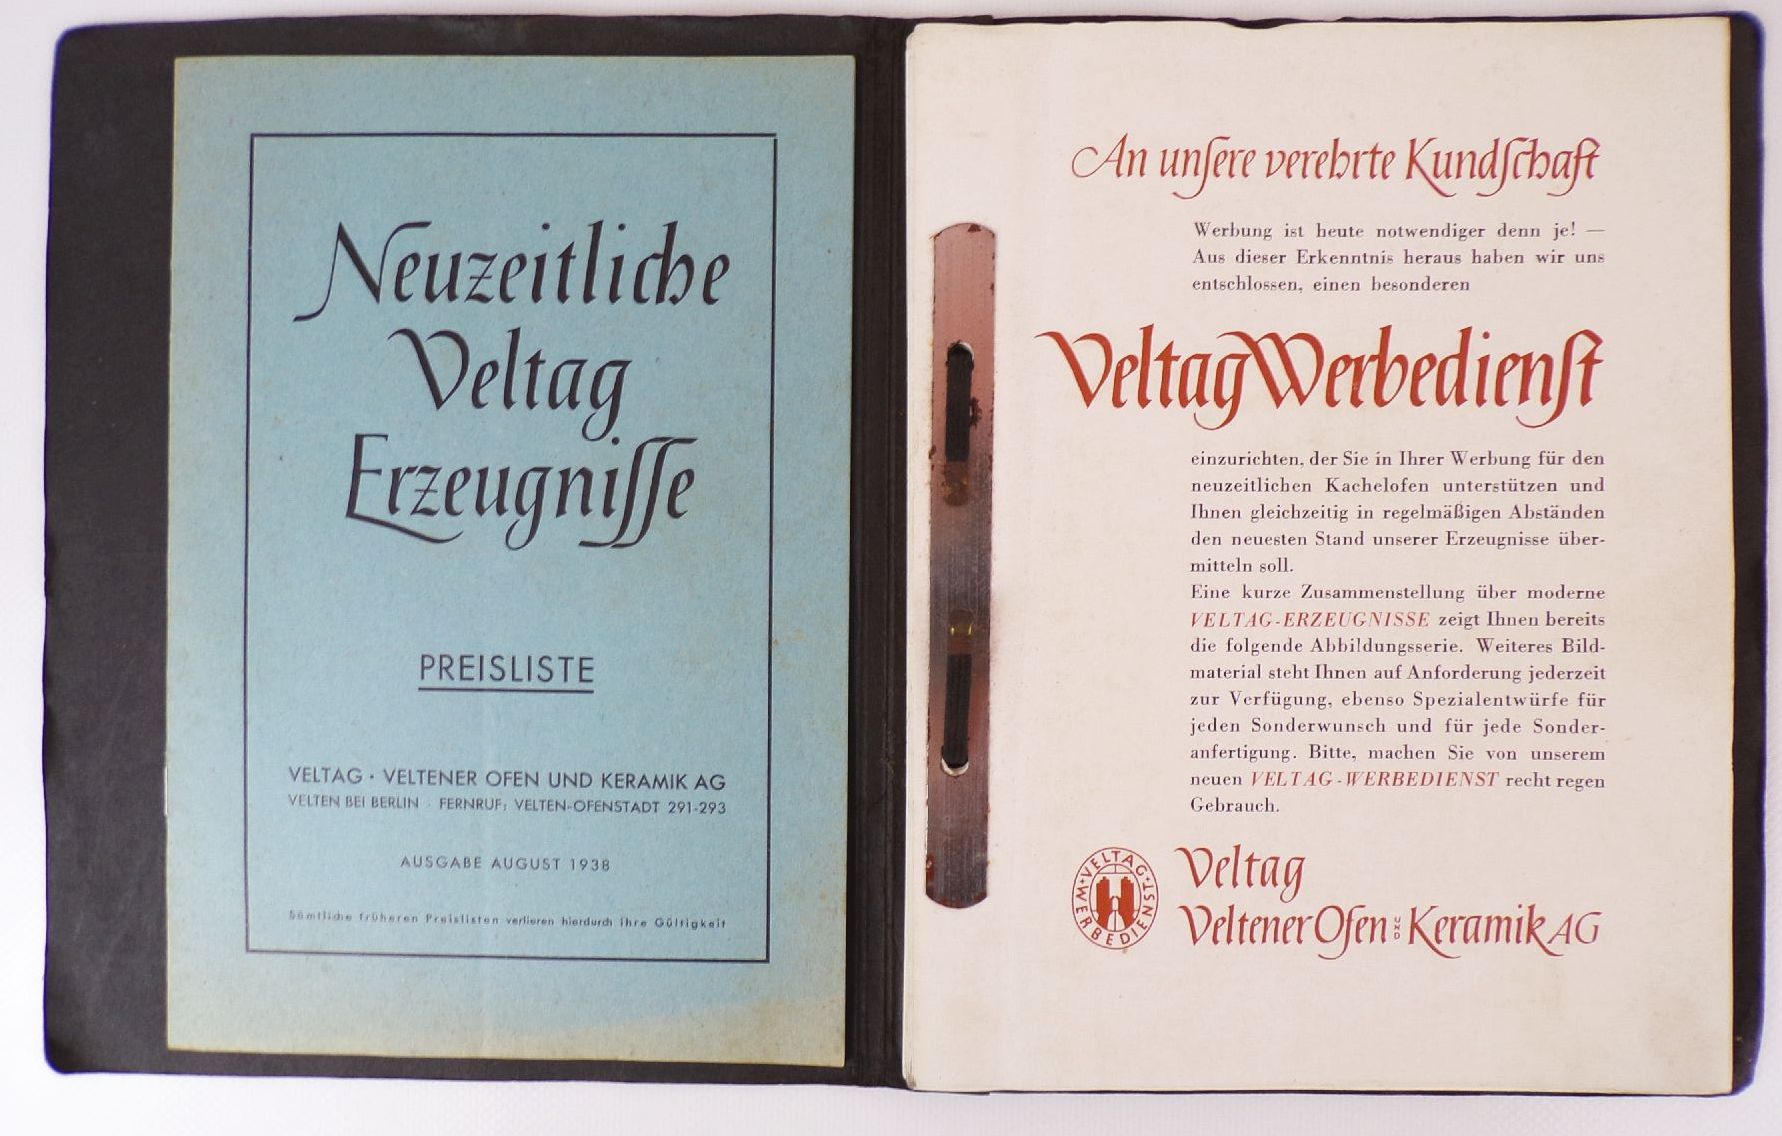 Neuzeitliche
Veltag
Erzeugnisse
PREISLISTE
VELTAG · VELTENER OFEN UND KERAMIK AG
VELTEN BEI BERLIN · FERNRUF: VELTEN-OFENSTADT 291-293
AUSGABE AUGUST 1938
Sämtliche früheren Preislisten verlieren hierdurch ihre Gültigkeit
An unsere verehrte Kundschaft
Werbung ist heute notwendiger denn je! —
Aus dieser Erkenntnis heraus haben wir uns
entschlossen, einen besonderen
Veltag Werbedienst
einzurichten, der Sie in Ihrer Werbung für den
neuzeitlichen Kachelofen unterstützen und
Ihnen gleichzeitig in regelmäßigen Abständen
den neuesten Stand unserer Erzeugnisse über-
mitteln soll.
Eine kurze Zusammenstellung über moderne
VELTAG-ERZEUGNISSE zeigt Ihnen bereits
die folgende Abbildungsserie. Weiteres Bild-
material steht Ihnen auf Anforderung jederzeit
zur Verfügung, ebenso Spezialentwürfe für
jeden Sonderwunsch und für jede Sonder-
anfertigung. Bitte, machen Sie von unserem
neuen VELTAG-WERBEDIENST recht regen
Gebrauch.
·VELTAG·WERBEDIENST
Veltag
Veltener Ofen UND Keramik AG